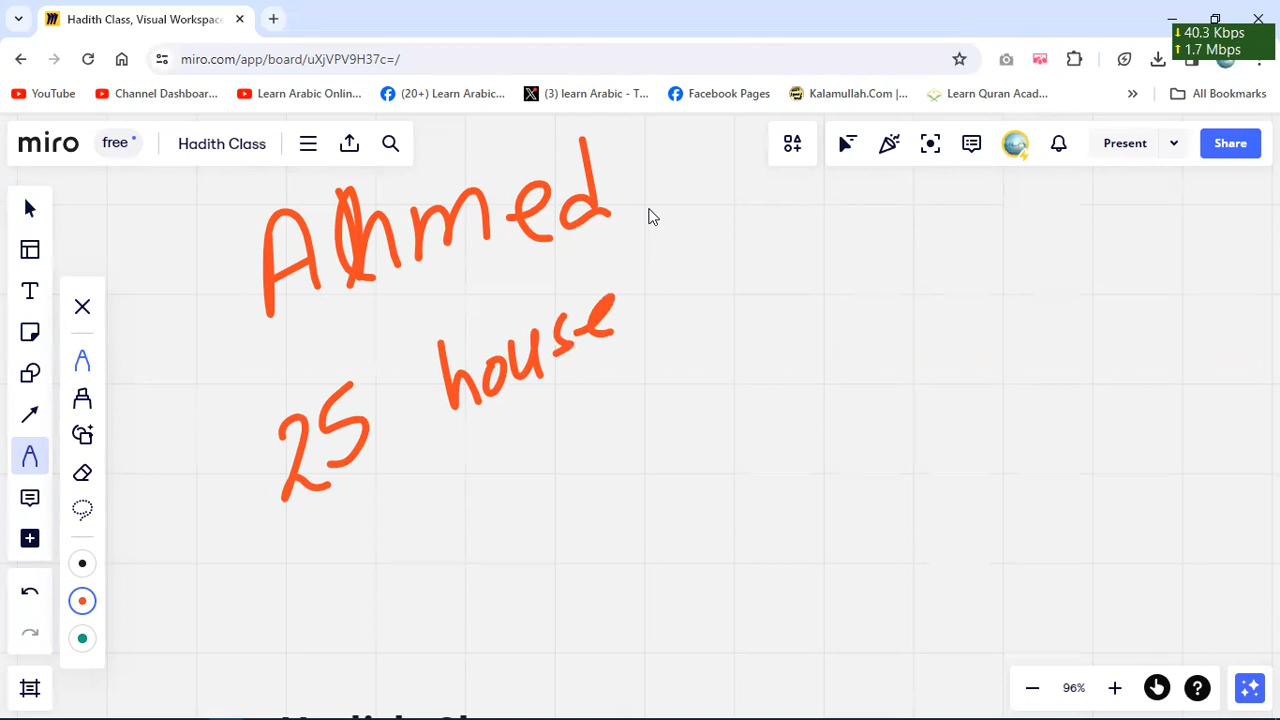 Hadith Class, Visual Workspac
40.3 Kbps
1.7 Mbps
miro.com/app/board/uXjVPV9H37c=/
YouTube
Channel Dashboar...
Learn Arabic Onlin...
(20+) Learn Arabic...
(3) learn Arabic - T...
Facebook Pages
Kalamullah.Com |...
Learn Quran Acad...
All Bookmarks
miro free Hadith Class
Present
Share
Ahmed
25 house
96%